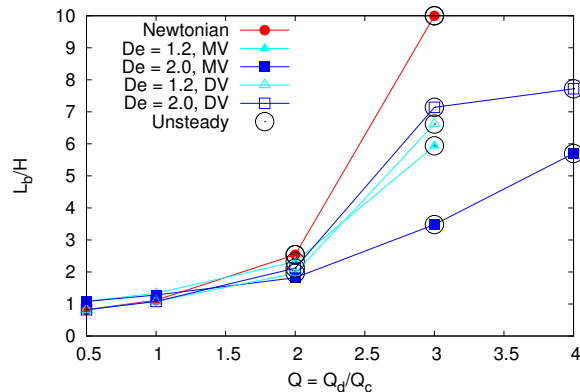 10
9
8
7
6
5
4
3
2
1
0
L_b/H
Newtonian
De = 1.2, MV
De = 2.0, MV
De = 1.2, DV
De = 2.0, DV
Unsteady
0.5
1
1.5
2
2.5
3
3.5
4
Q = Q_d/Q_c